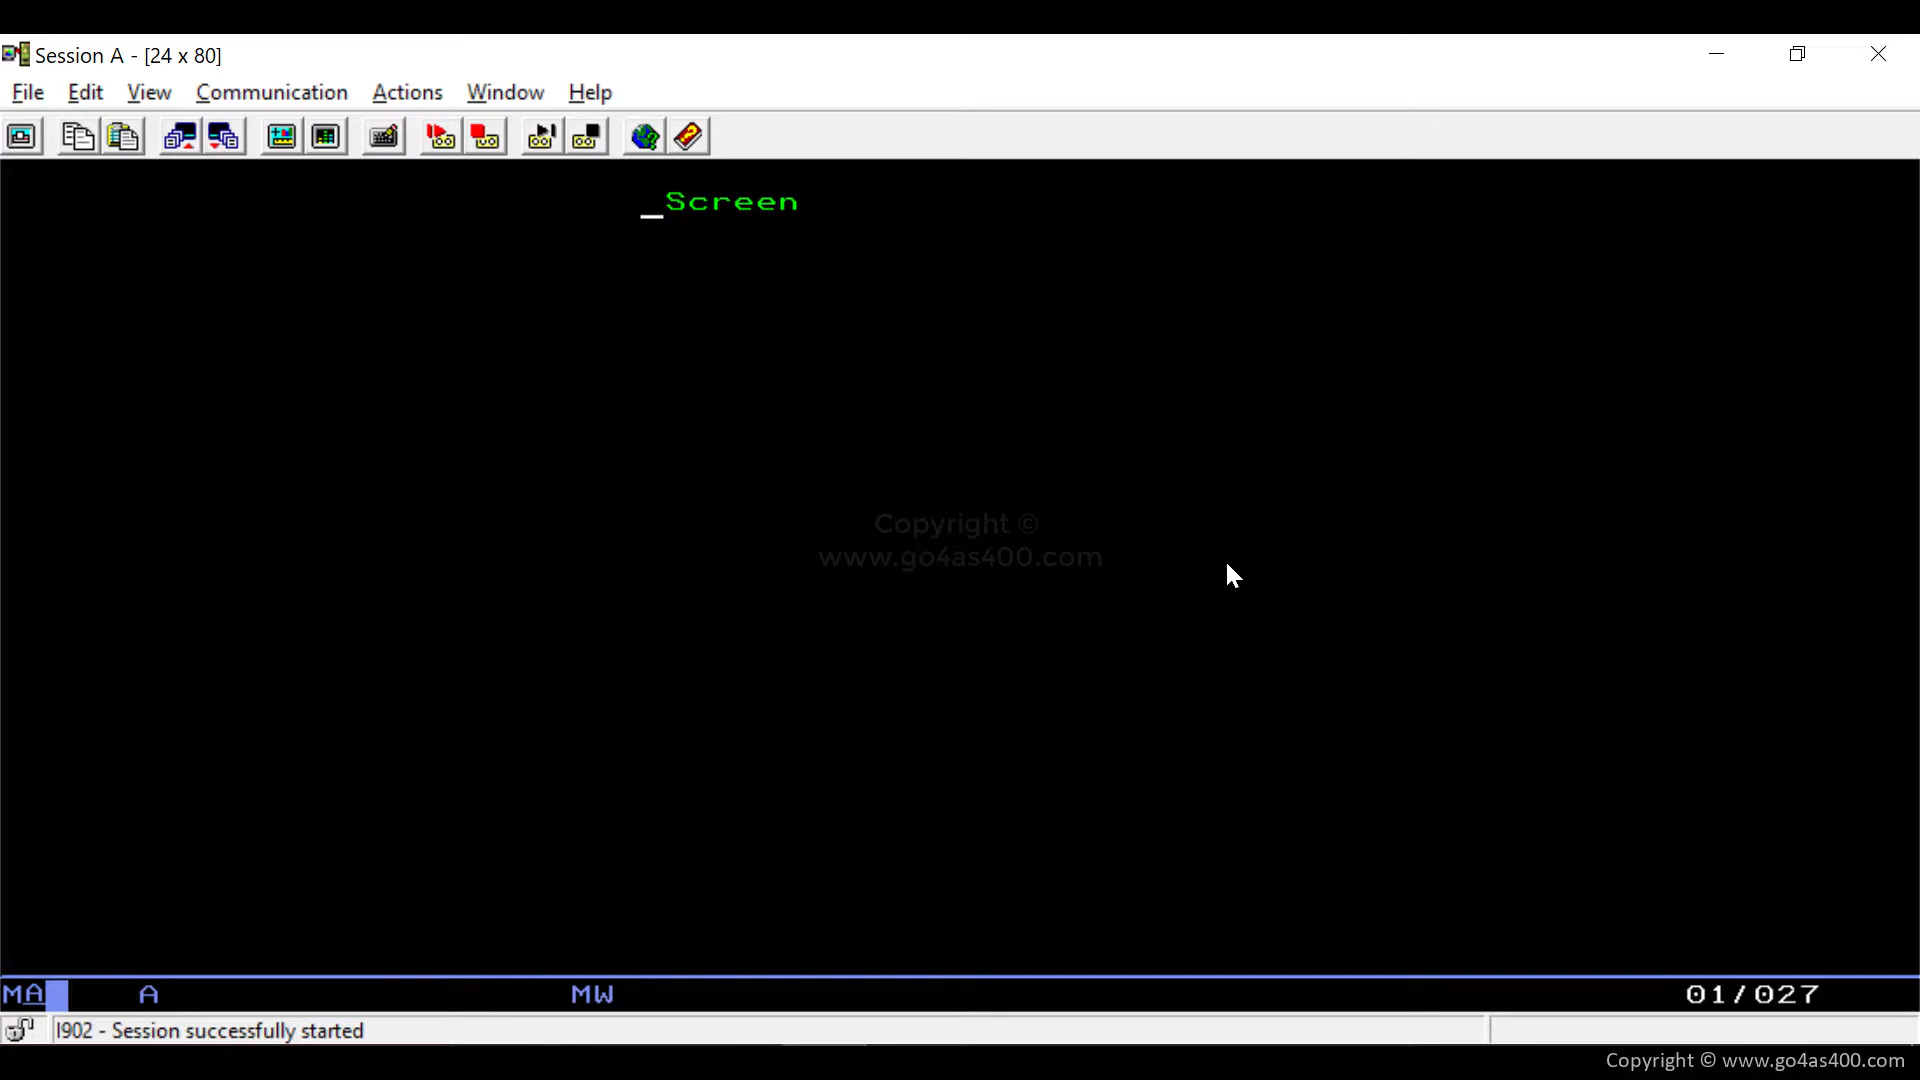 Session A - [24 x 80]
File Edit View Communication Actions Window Help
_Screen
Copyright ©
www.go4as400.com
MA A MW 01/027
I902 - Session successfully started
Copyright © www.go4as400.com